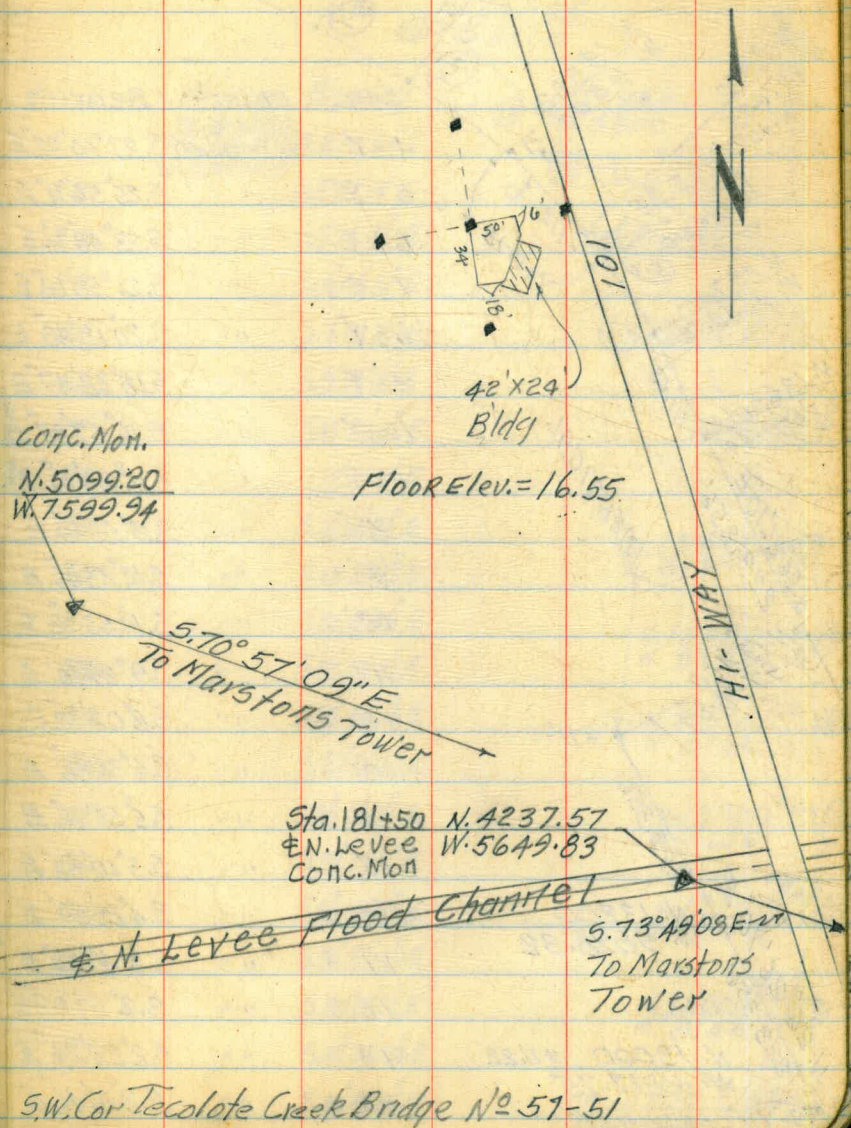 N
50'
6'
34'
18'
101
42'X24'
Bldg
Conc. Mon.
N. 5099.20
W. 7599.94
Floor Elev. = 16.55
HI-WAY
S. 70° 57' 09" E
To Marstons Tower
Sta. 181+50 N. 4237.57
℄ N. Levee W. 5649.83
Conc. Mon
℄ N. Levee Flood Channel
S. 73° 49' 08 E
To Marstons
Tower
S.W. Cor Tecolote Creek Bridge Nº 57-51